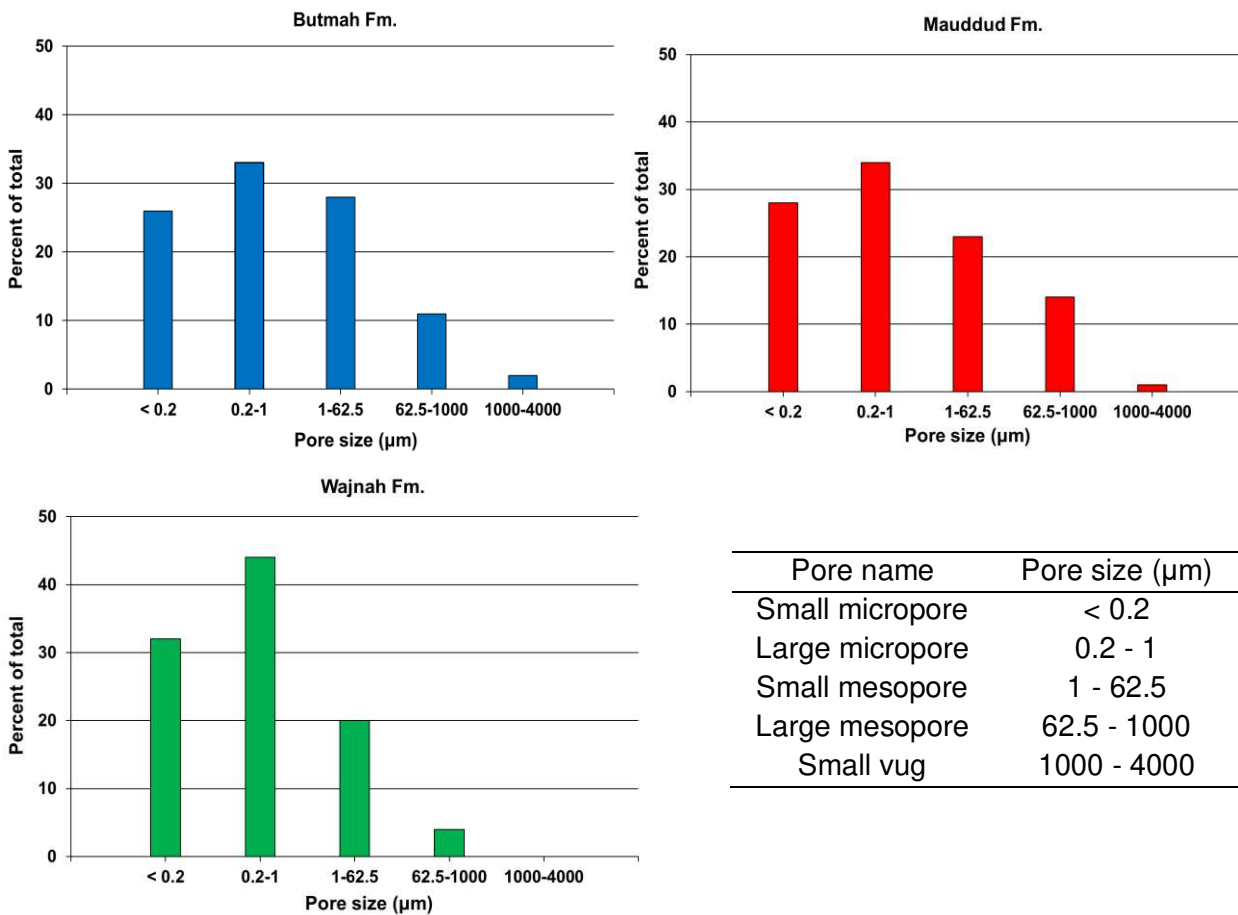 Butmah Fm.
50
40
30
20
10
0
Percent of total
< 0.2 0.2-1 1-62.5 62.5-1000 1000-4000
Pore size (µm)
Mauddud Fm.
50
40
30
20
10
0
Percent of total
< 0.2 0.2-1 1-62.5 62.5-1000 1000-4000
Pore size (µm)
Wajnah Fm.
50
40
30
20
10
0
Percent of total
< 0.2 0.2-1 1-62.5 62.5-1000 1000-4000
Pore size (µm)
Pore name Pore size (µm)
Small micropore < 0.2
Large micropore 0.2 - 1
Small mesopore 1 - 62.5
Large mesopore 62.5 - 1000
Small vug 1000 - 4000